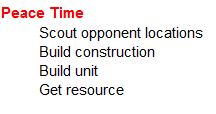 Peace Time
Scout opponent locations
Build construction
Build unit
Get resource